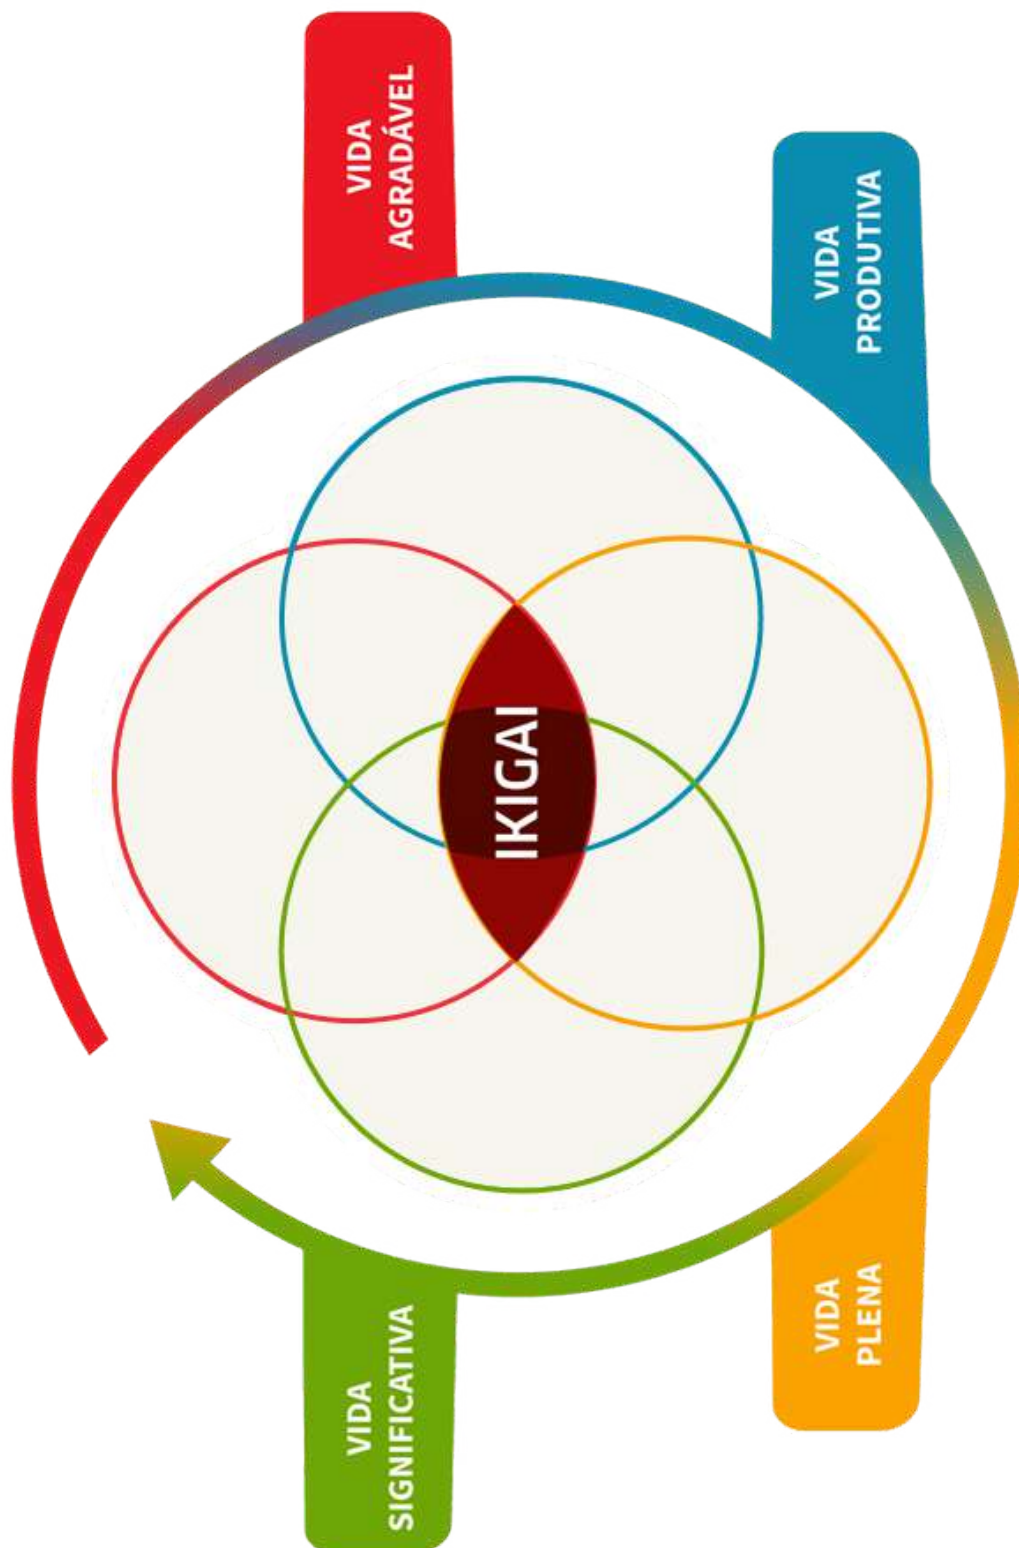 VIDA
SIGNIFICATIVA
VIDA
AGRADÁVEL
IKIGAI
VIDA
PLENA
VIDA
PRODUTIVA